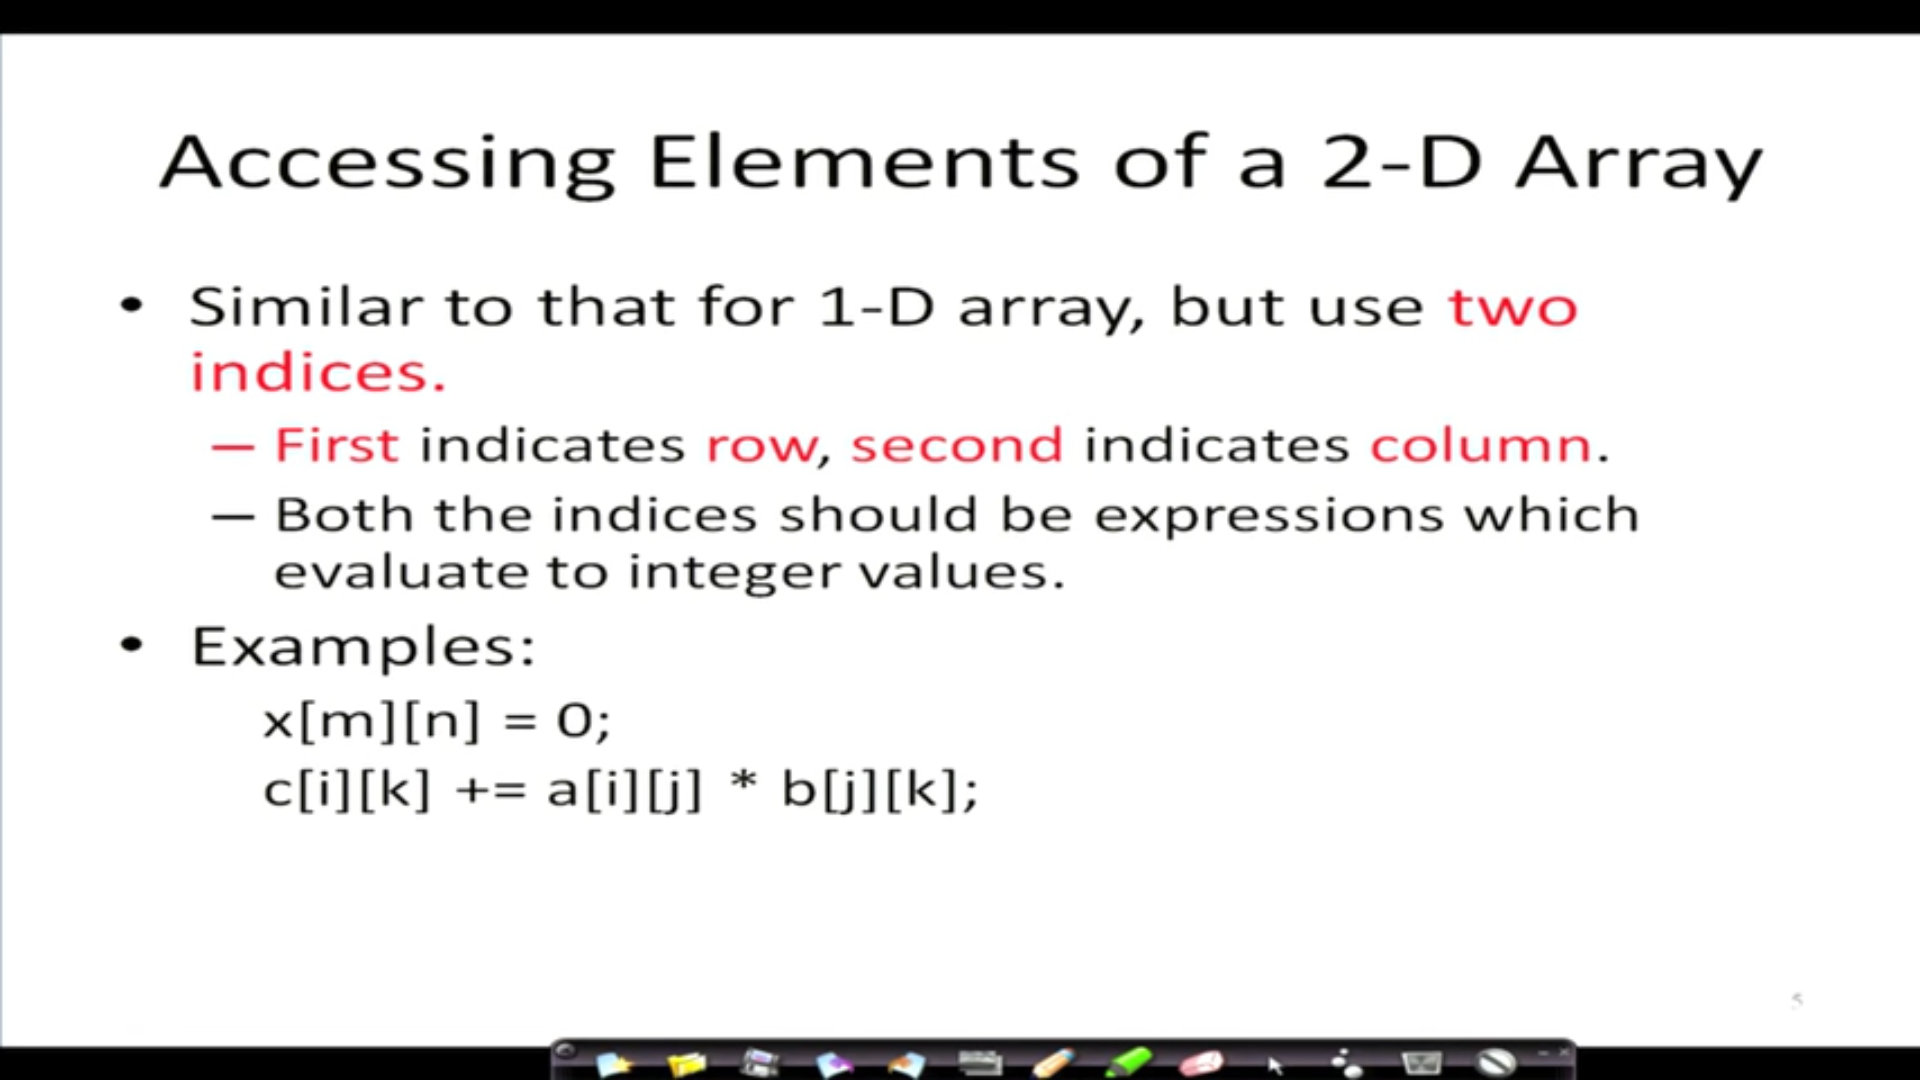 Accessing Elements of a 2-D Array
• Similar to that for 1-D array, but use two
indices.
– First indicates row, second indicates column.
– Both the indices should be expressions which
evaluate to integer values.
• Examples:
x[m][n] = 0;
c[i][k] += a[i][j] * b[j][k];
5